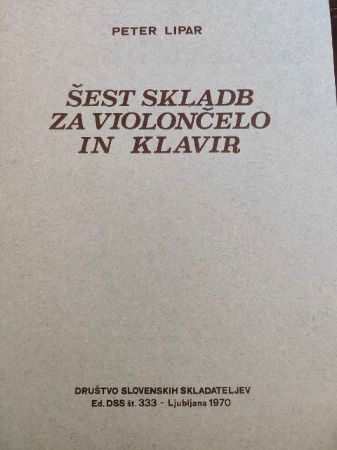 PETER LIPAR
ŠEST SKLADB
ZA VIOLONČELO
IN KLAVIR
DRUŠTVO SLOVENSKIH SKLADATELJEV
Ed. DSS št. 333 - Ljubljana 1970